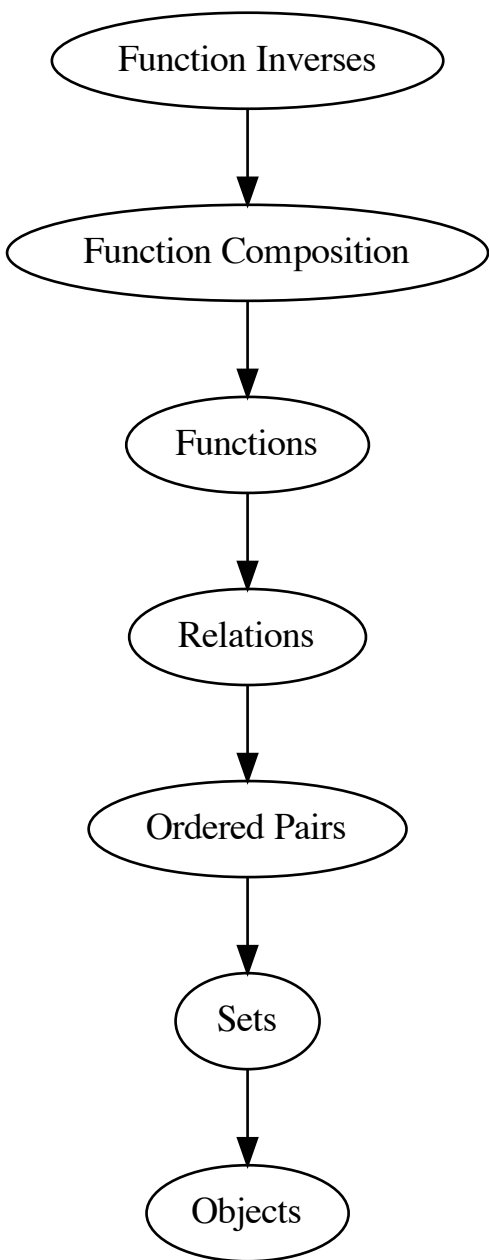 Function Inverses
Function Composition
Functions
Relations
Ordered Pairs
Sets
Objects